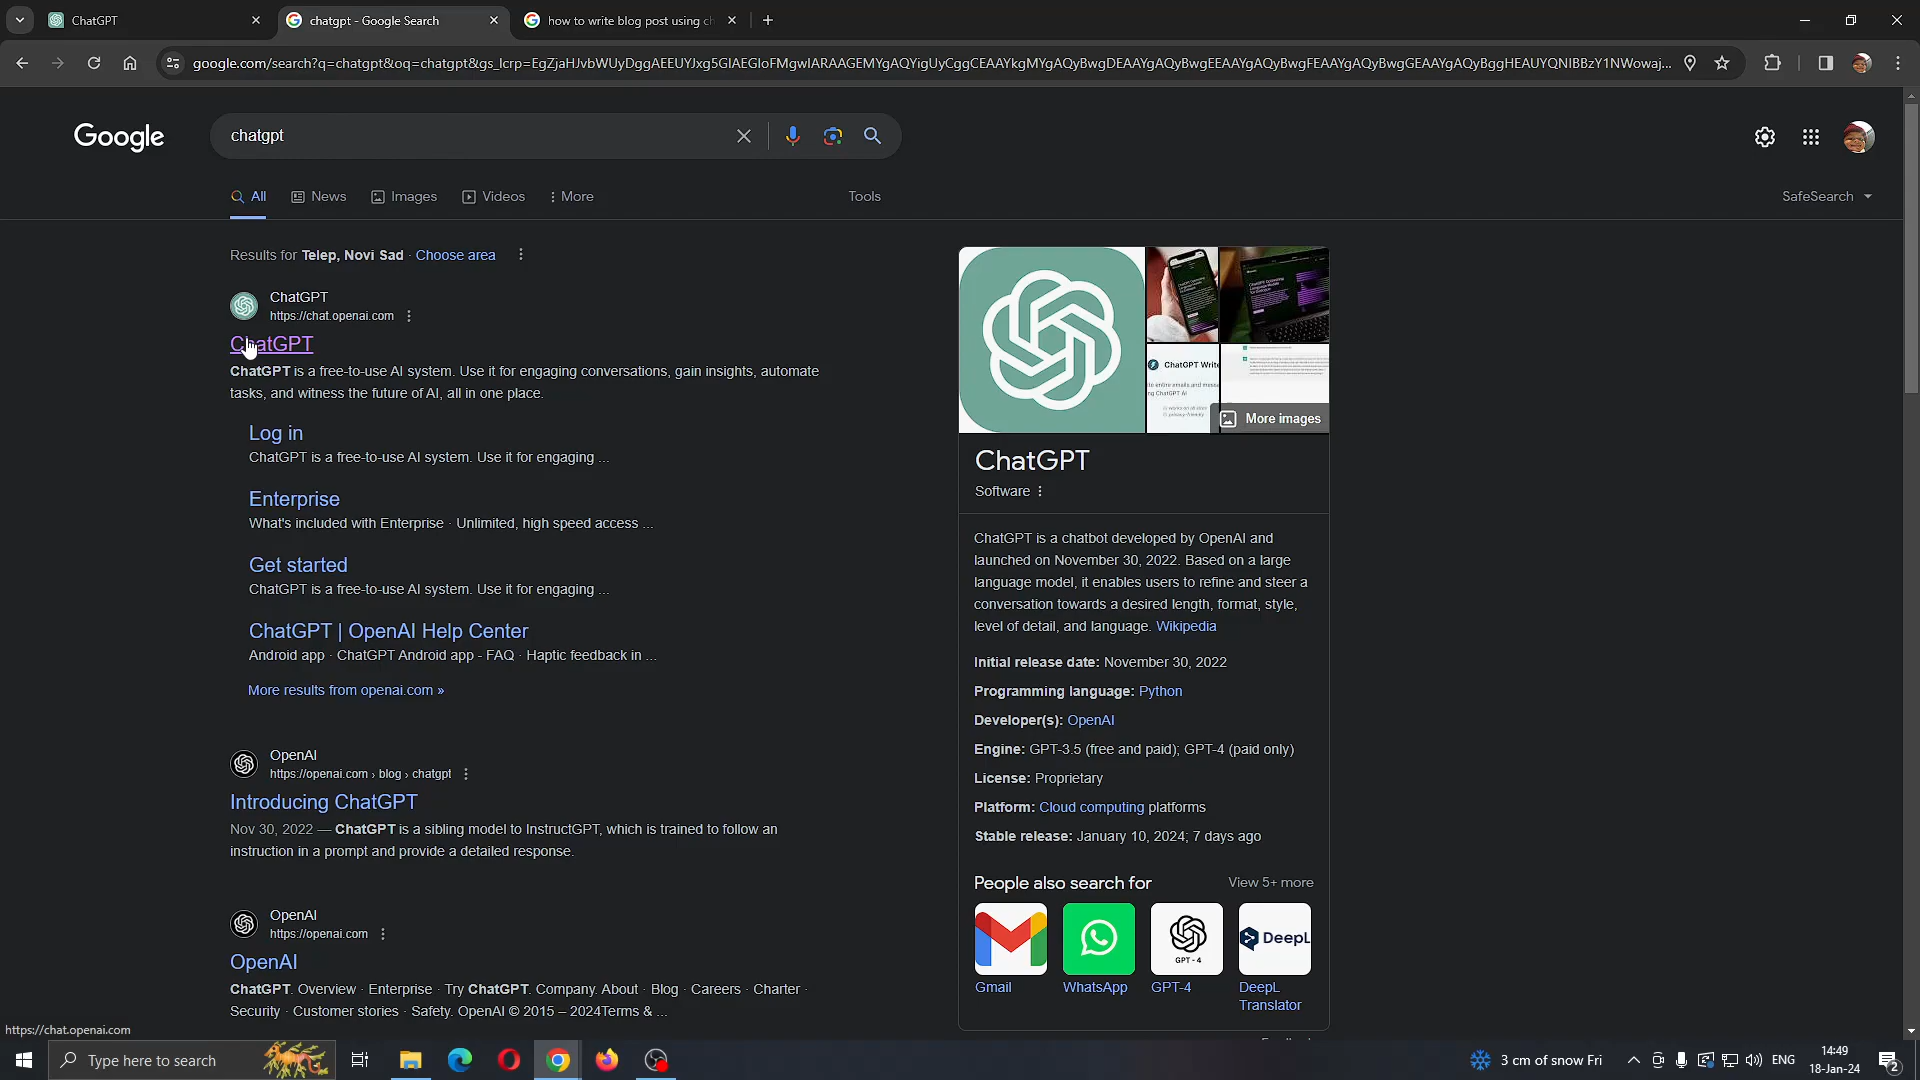 ChatGPT
chatgpt - Google Search
how to write blog post using ch
google.com/search?q=chatgpt&oq=chatgpt&gs_lcrp=EgZjaHJvbWUyDggAEEUYJxg5GIAEGIoFMgwIARAAGEMYgAQYigUyCggCEAAYkgMYgAQyBwgDEAAYgAQyBwgEEAAYgAQyBwgFEAAYgAQyBwgGEAAYgAQyBggHEAUYQNIBBzY1NWowaj...
Google
chatgpt
All
News
Images
Videos
More
Tools
SafeSearch
Results for Telep, Novi Sad · Choose area
ChatGPT
https://chat.openai.com
ChatGPT
ChatGPT is a free-to-use AI system. Use it for engaging conversations, gain insights, automate
tasks, and witness the future of AI, all in one place.
Log in
ChatGPT is a free-to-use AI system. Use it for engaging ...
Enterprise
What's included with Enterprise · Unlimited, high speed access ...
Get started
ChatGPT is a free-to-use AI system. Use it for engaging ...
ChatGPT | OpenAI Help Center
Android app · ChatGPT Android app - FAQ · Haptic feedback in ...
More results from openai.com »
OpenAI
https://openai.com › blog › chatgpt
Introducing ChatGPT
Nov 30, 2022 — ChatGPT is a sibling model to InstructGPT, which is trained to follow an
instruction in a prompt and provide a detailed response.
OpenAI
https://openai.com
OpenAI
ChatGPT. Overview · Enterprise · Try ChatGPT. Company. About · Blog · Careers · Charter ·
Security · Customer stories · Safety. OpenAI © 2015 – 2024Terms & ...
ChatGPT Write
More images
ChatGPT
Software
ChatGPT is a chatbot developed by OpenAI and
launched on November 30, 2022. Based on a large
language model, it enables users to refine and steer a
conversation towards a desired length, format, style,
level of detail, and language. Wikipedia
Initial release date: November 30, 2022
Programming language: Python
Developer(s): OpenAI
Engine: GPT-3.5 (free and paid); GPT-4 (paid only)
License: Proprietary
Platform: Cloud computing platforms
Stable release: January 10, 2024; 7 days ago
People also search for
View 5+ more
GPT - 4
DeepL
Gmail
WhatsApp
GPT-4
DeepL
Translator
https://chat.openai.com
Type here to search
3 cm of snow Fri
ENG
14:49
18-Jan-24
2